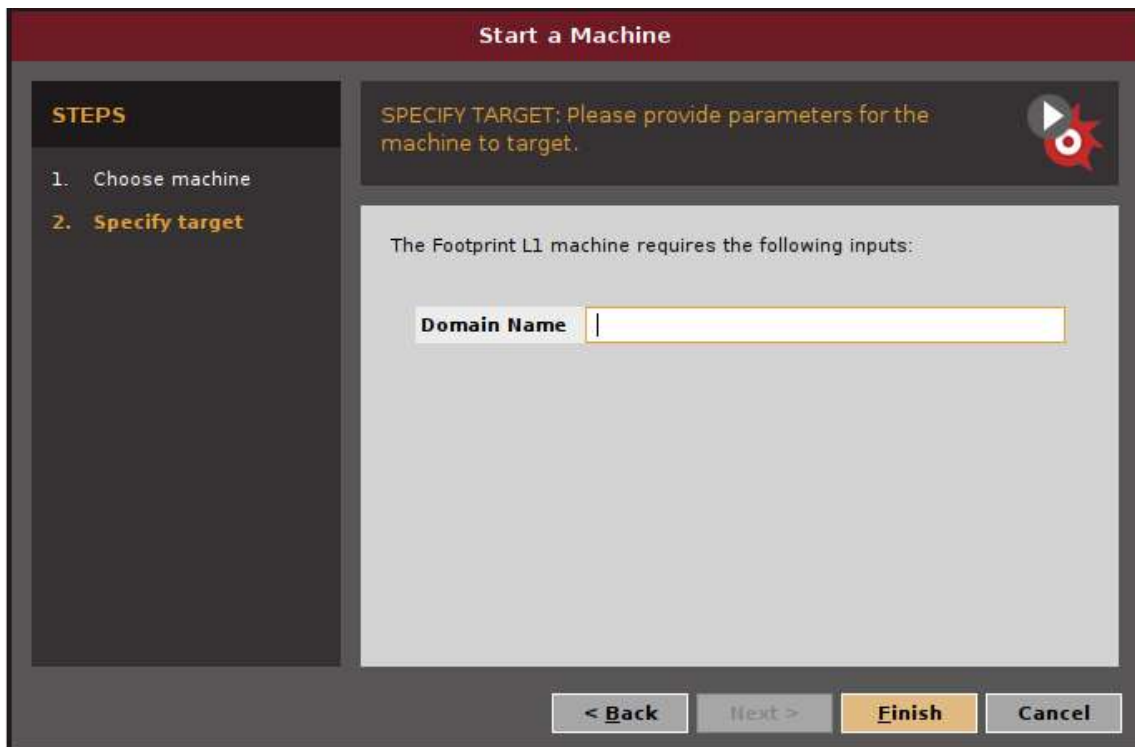 Start a Machine
STEPS
1. Choose machine
2. Specify target
SPECIFY TARGET: Please provide parameters for the
machine to target.
The Footprint L1 machine requires the following inputs:
Domain Name
< Back
Next >
Finish
Cancel